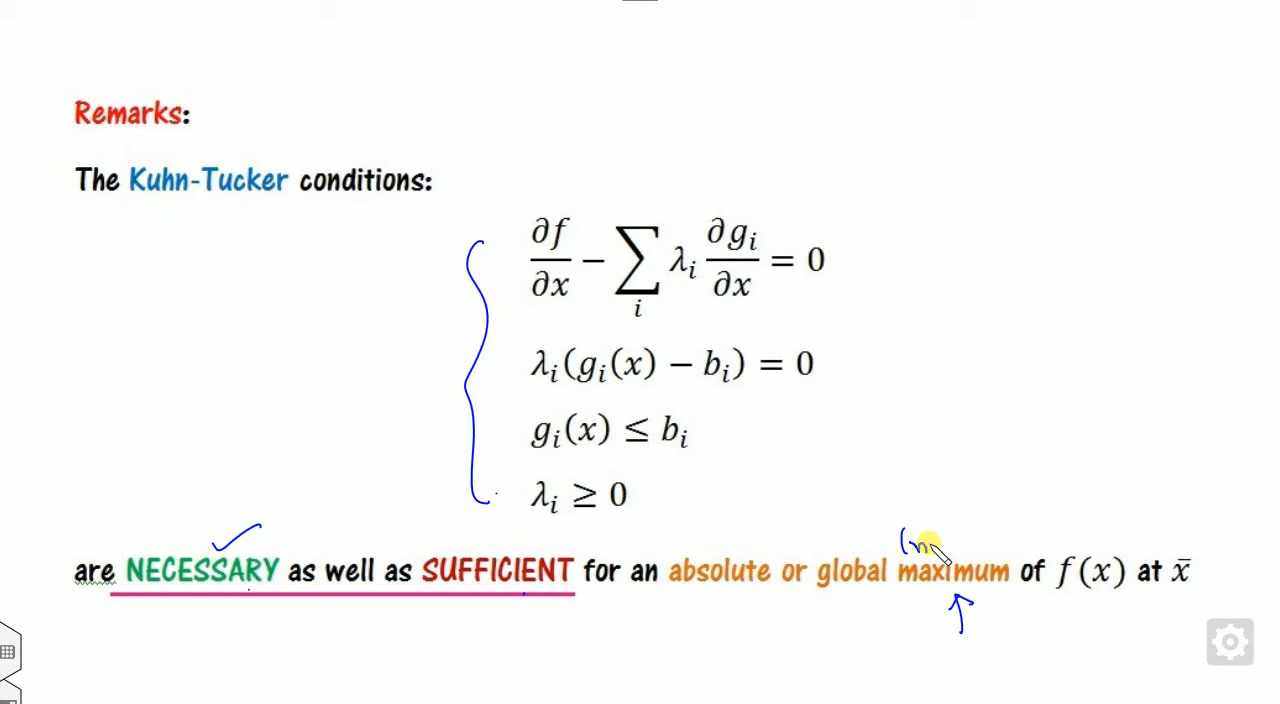 Remarks:
The Kuhn-Tucker conditions:
∂f/∂x − ∑_i λ_i ∂g_i/∂x = 0
λ_i(g_i(x) − b_i) = 0
g_i(x) ≤ b_i
λ_i ≥ 0
are NECESSARY as well as SUFFICIENT for an absolute or global maximum of f(x) at x̄